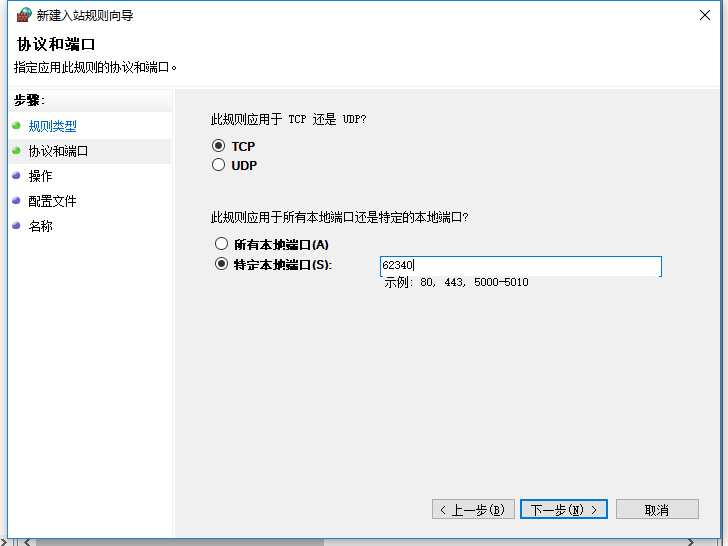 新建入站规则向导
协议和端口
指定应用此规则的协议和端口。
步骤:
规则类型
协议和端口
操作
配置文件
名称
此规则应用于 TCP 还是 UDP?
TCP
UDP
此规则应用于所有本地端口还是特定的本地端口?
所有本地端口(A)
特定本地端口(S):
62340
示例: 80, 443, 5000-5010
< 上一步(B)
下一步(N) >
取消